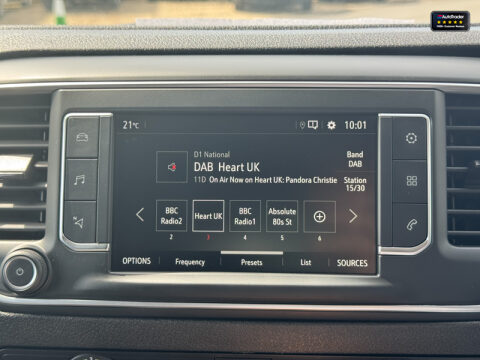 AutoTrader
21°C
10:01
D1 National
DAB Heart UK
11D On Air Now on Heart UK: Pandora Christie
Band
DAB
Station
15/30
BBC
Radio2
Heart UK
BBC
Radio1
Absolute
80s St
2
3
4
5
6
OPTIONS
Frequency
Presets
List
SOURCES